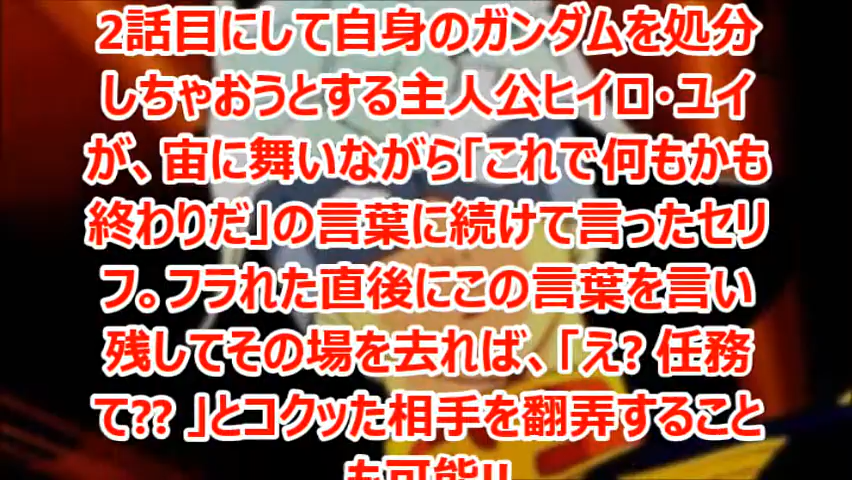 2話目にして自身のガンダムを処分
しちゃおうとする主人公ヒイロ・ユイ
が、宙に舞いながら「これで何もかも
終わりだ」の言葉に続けて言ったセリ
フ。フラれた直後にこの言葉を言い
残してその場を去れば、「え? 任務
て?? 」とコクッた相手を翻弄すること
も可能!!